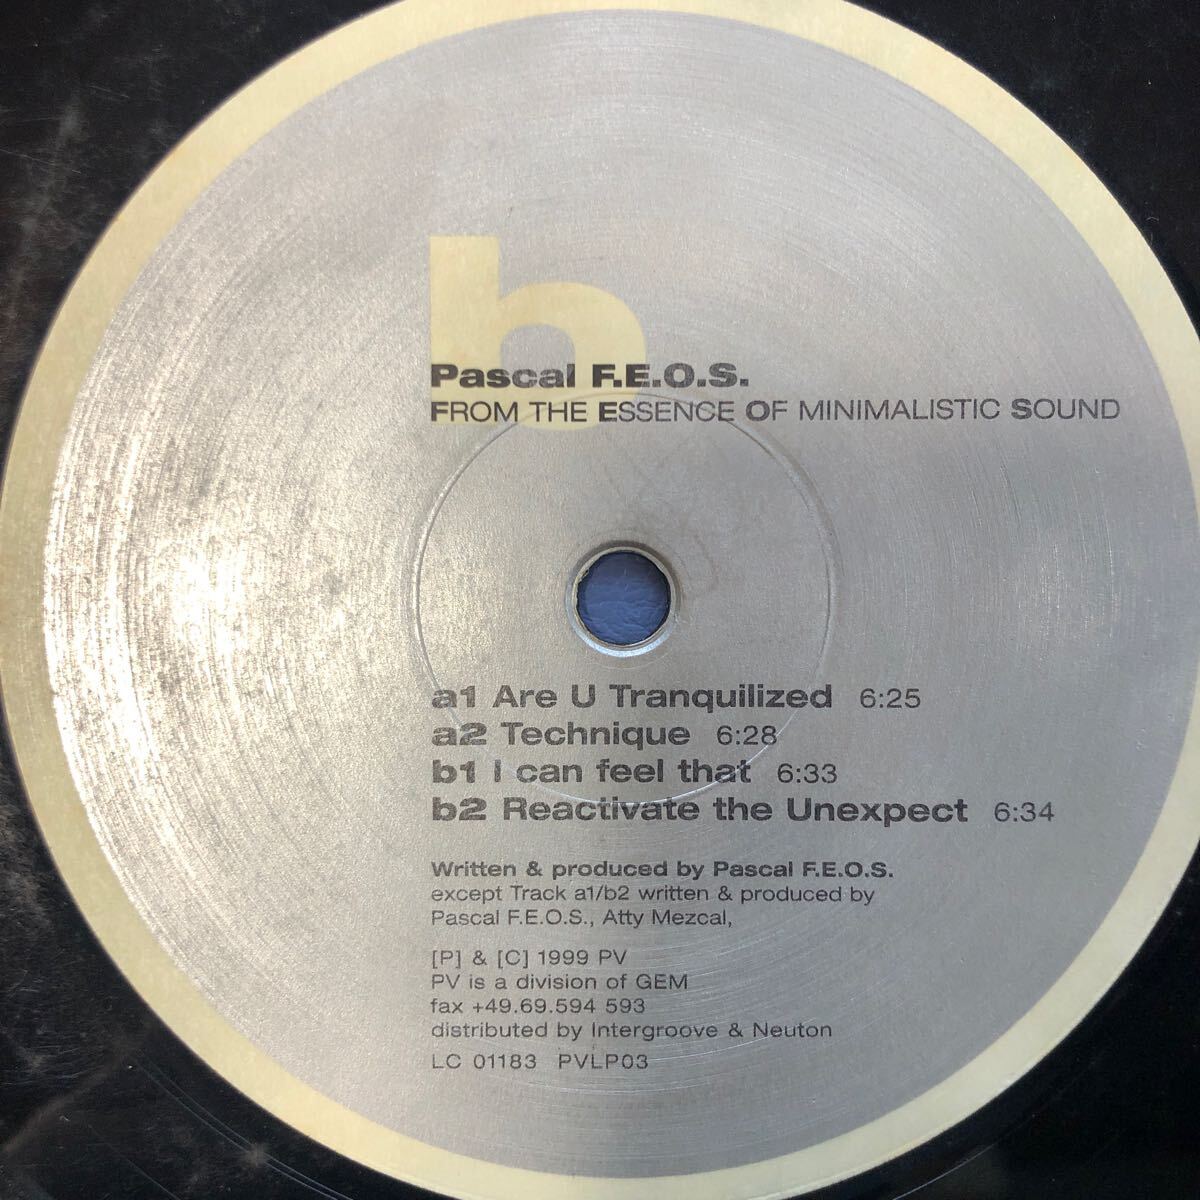 b
Pascal F.E.O.S.
FROM THE ESSENCE OF MINIMALISTIC SOUND
a1 Are U Tranquilized 6:25
a2 Technique 6:28
b1 I can feel that 6:33
b2 Reactivate the Unexpect 6:34
Written & produced by Pascal F.E.O.S.
except Track a1/b2 written & produced by
Pascal F.E.O.S., Atty Mezcal,
[P] & [C] 1999 PV
PV is a division of GEM
fax +49.69.594 593
distributed by Intergroove & Neuton
LC 01183 PVLP03